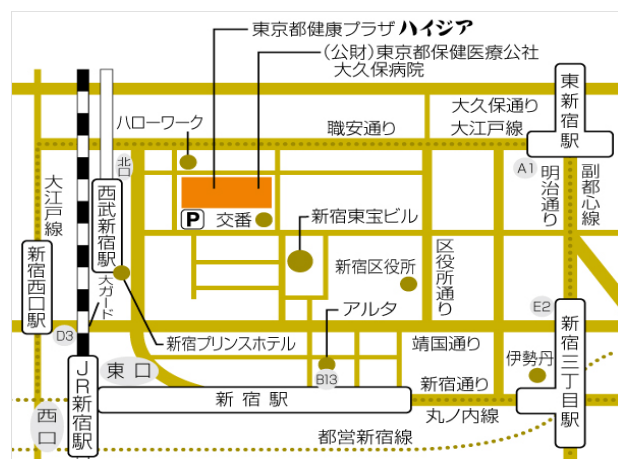 東京都健康プラザ ハイジア
(公財)東京都保健医療公社
大久保病院
大久保通り
東新宿駅
ハローワーク
職安通り
大江戸線
北口
A1
明治通り
副都心線
大江戸線
西武新宿駅
P
交番
新宿東宝ビル
新宿区役所
区役所通り
新宿西口駅
大ガード
アルタ
E2
D3
新宿プリンスホテル
靖国通り
伊勢丹
新宿三丁目駅
東口
B13
新宿通り
JR新宿駅
新宿駅
丸ノ内線
西口
都営新宿線